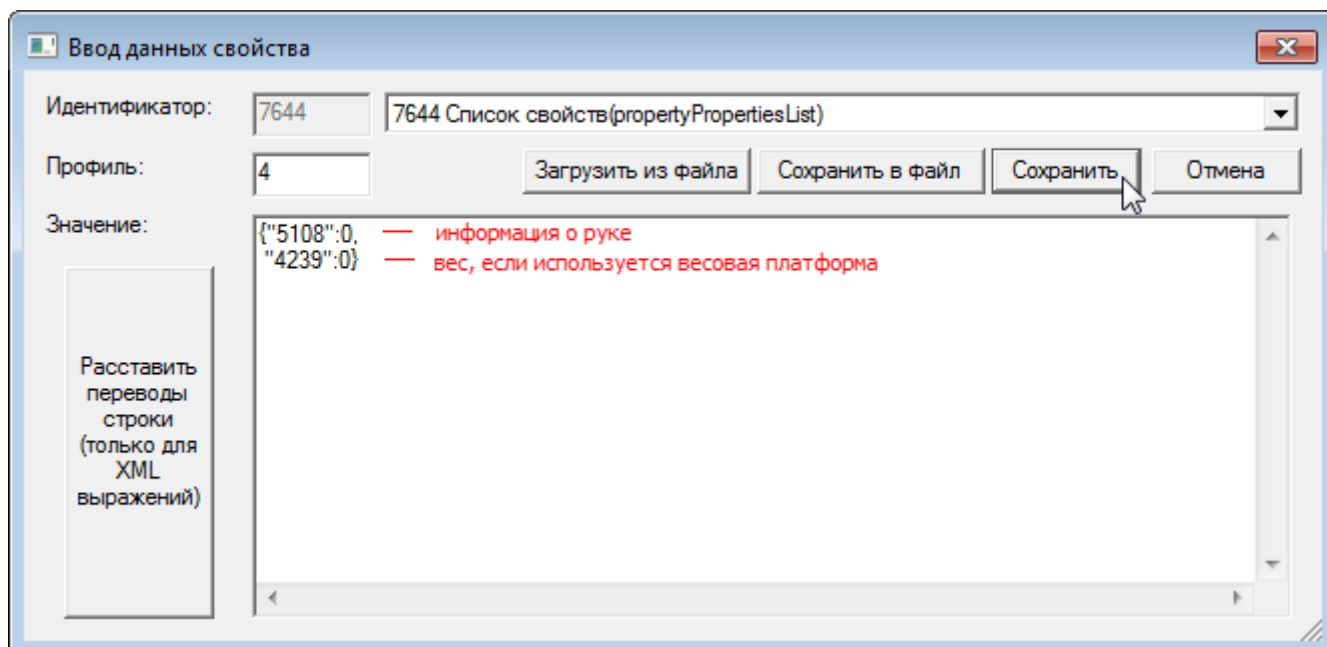 Ввод данных свойства
Идентификатор: 7644 7644 Список свойств(propertyPropertiesList)
Профиль: 4 Загрузить из файла Сохранить в файл Сохранить Отмена
Значение:
{"5108":0, — информация о руке
"4239":0} — вес, если используется весовая платформа
Расставить
переводы
строки
(только для
XML
выражений)